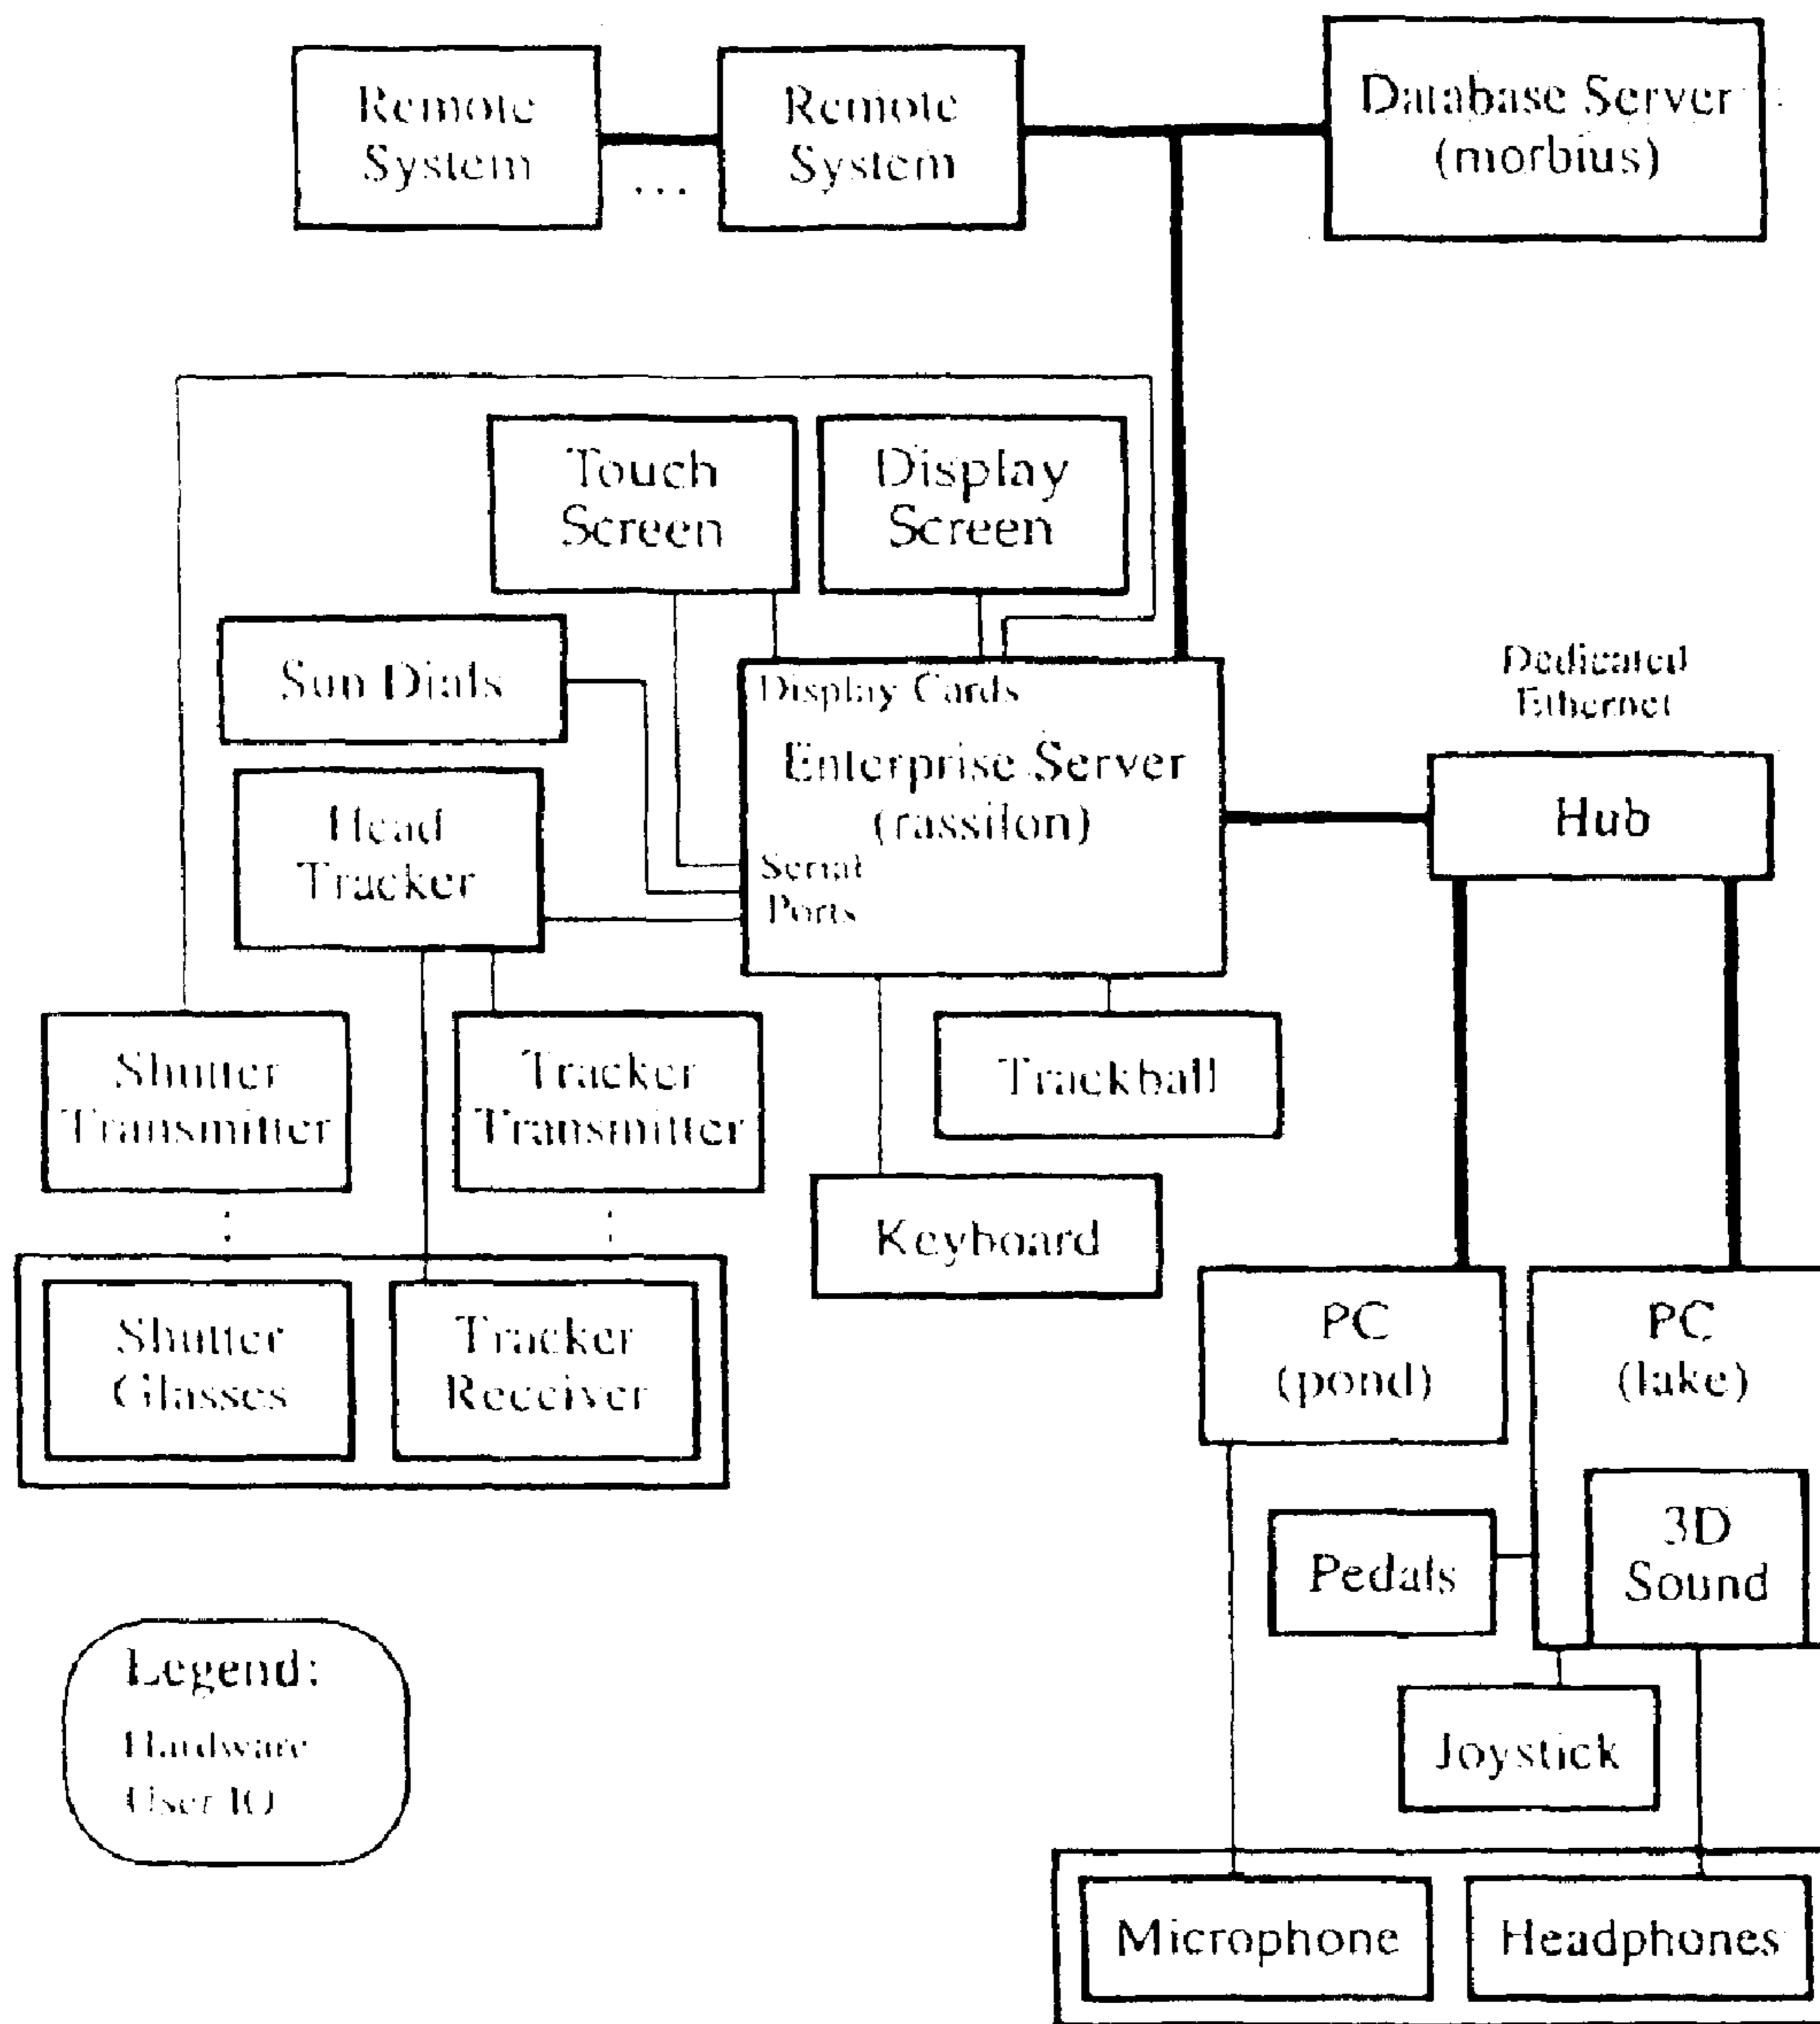 Remote
System
...
Remote
System
Database Server
(morbius)
Touch
Screen
Display
Screen
Sun Dials
Display Cards
Enterprise Server
(rassilon)
Serial
Ports
Dedicated
Ethernet
Hub
Head
Tracker
Shutter
Transmitter
Tracker
Transmitter
Trackball
Keyboard
Shutter
Glasses
Tracker
Receiver
PC
(pond)
PC
(lake)
3D
Sound
Pedals
Joystick
Microphone
Headphones
Legend:
Hardware
User IO